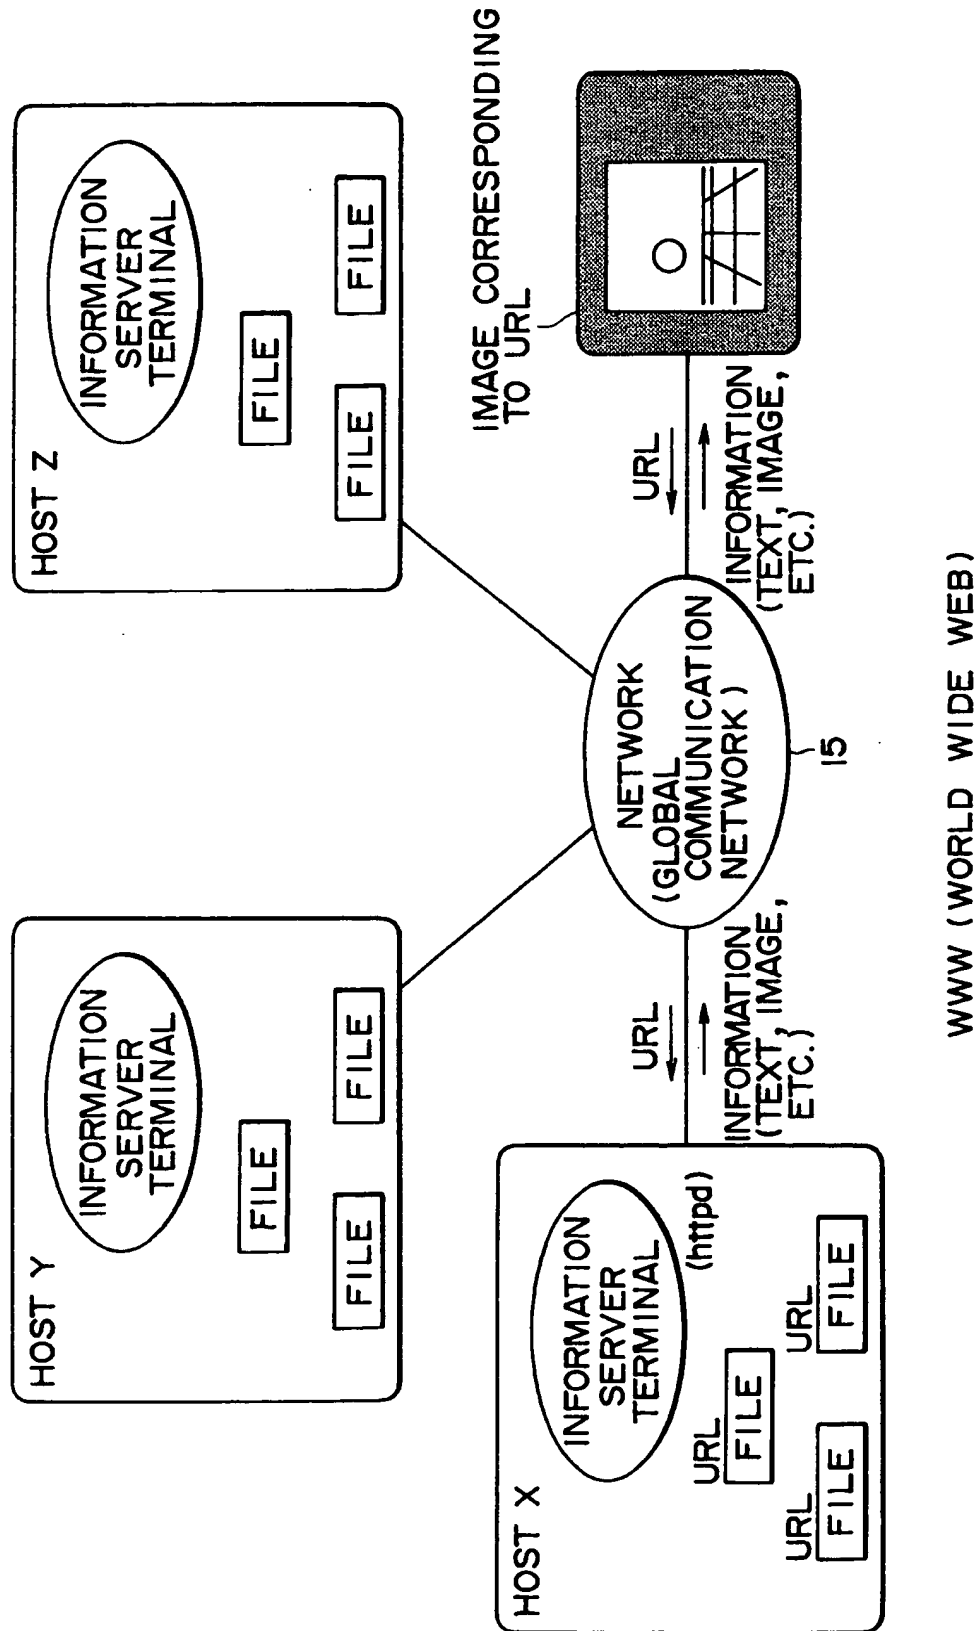 HOST Y
INFORMATION
SERVER
TERMINAL
FILE
FILE
FILE
HOST Z
INFORMATION
SERVER
TERMINAL
FILE
FILE
FILE
HOST X
INFORMATION
SERVER
TERMINAL
(httpd)
URL
FILE
URL
FILE
URL
FILE
URL
INFORMATION
(TEXT, IMAGE,
ETC.)
NETWORK
(GLOBAL
COMMUNICATION
NETWORK)
15
URL
INFORMATION
(TEXT, IMAGE,
ETC.)
IMAGE CORRESPONDING
TO URL
WWW (WORLD WIDE WEB)